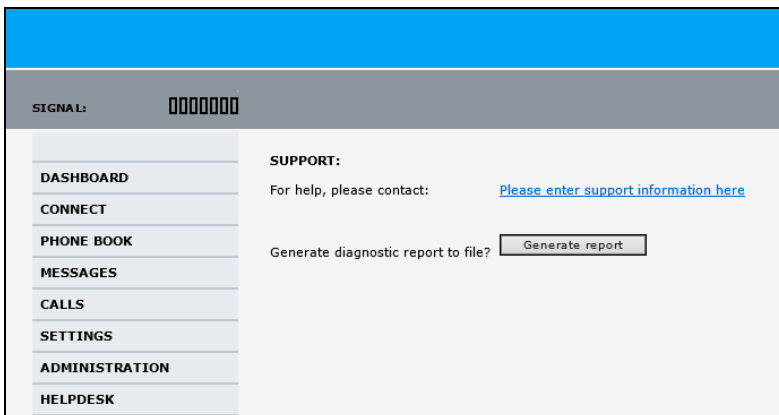 SIGNAL:
SUPPORT:
For help, please contact: Please enter support information here
Generate diagnostic report to file? Generate report
DASHBOARD
CONNECT
PHONE BOOK
MESSAGES
CALLS
SETTINGS
ADMINISTRATION
HELPDESK